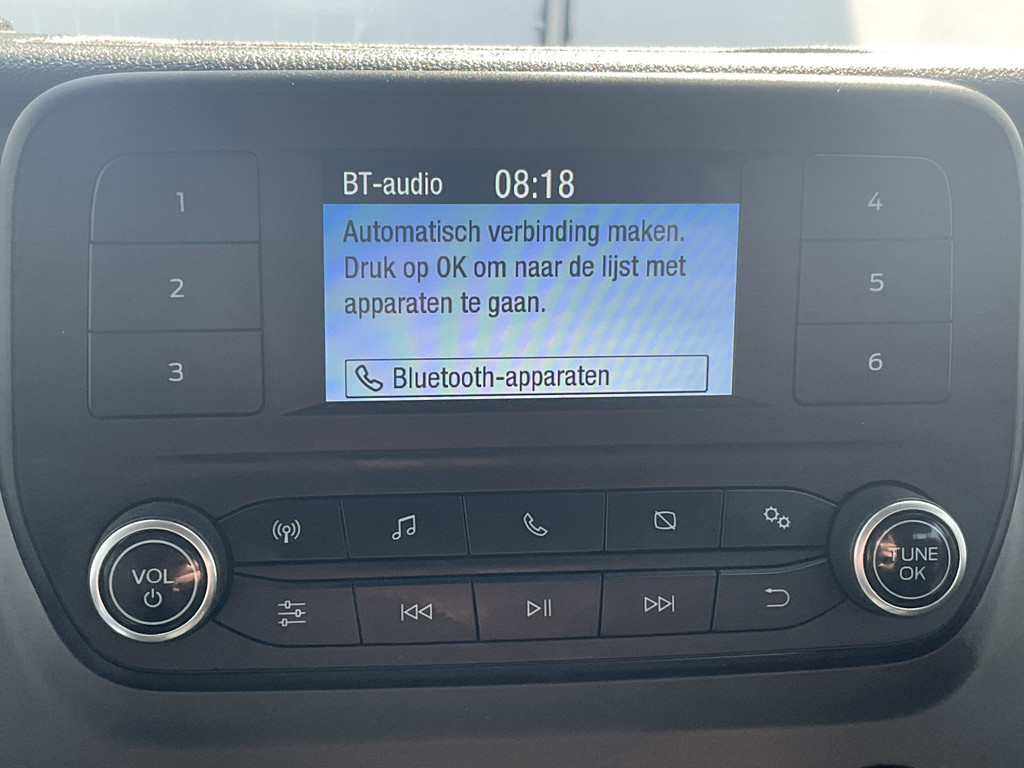 BT-audio 08:18
Automatisch verbinding maken.
Druk op OK om naar de lijst met
apparaten te gaan.
Bluetooth-apparaten
1
2
3
4
5
6
VOL
TUNE
OK